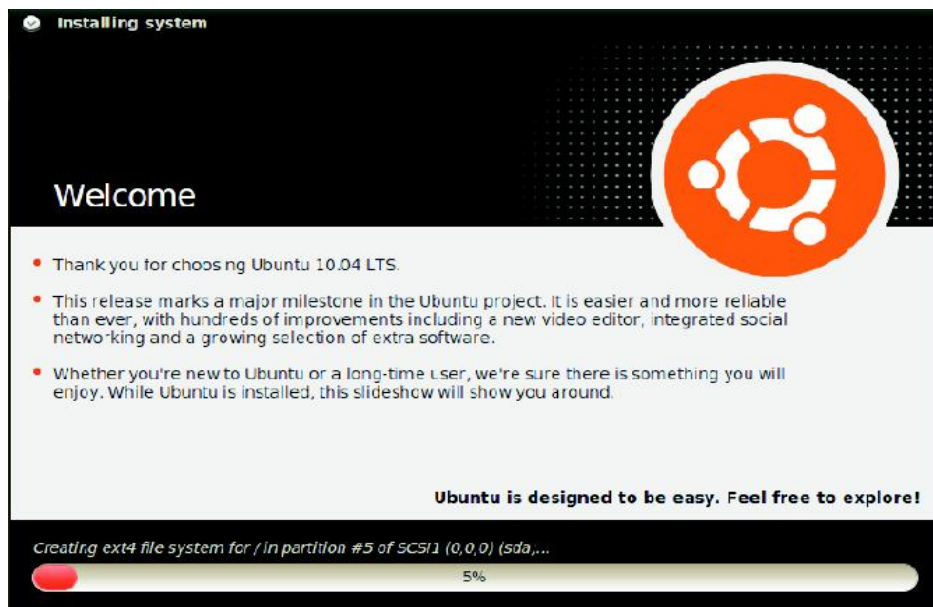 Installing system
Welcome
Thank you for choosing Ubuntu 10.04 LTS.
This release marks a major milestone in the Ubuntu project. It is easier and more reliable
than ever, with hundreds of improvements including a new video editor, integrated social
networking and a growing selection of extra software.
Whether you're new to Ubuntu or a long-time user, we're sure there is something you will
enjoy. While Ubuntu is installed, this slideshow will show you around.
Ubuntu is designed to be easy. Feel free to explore!
Creating ext4 file system for / in partition #5 of SCSI1 (0,0,0) (sda)...
5%